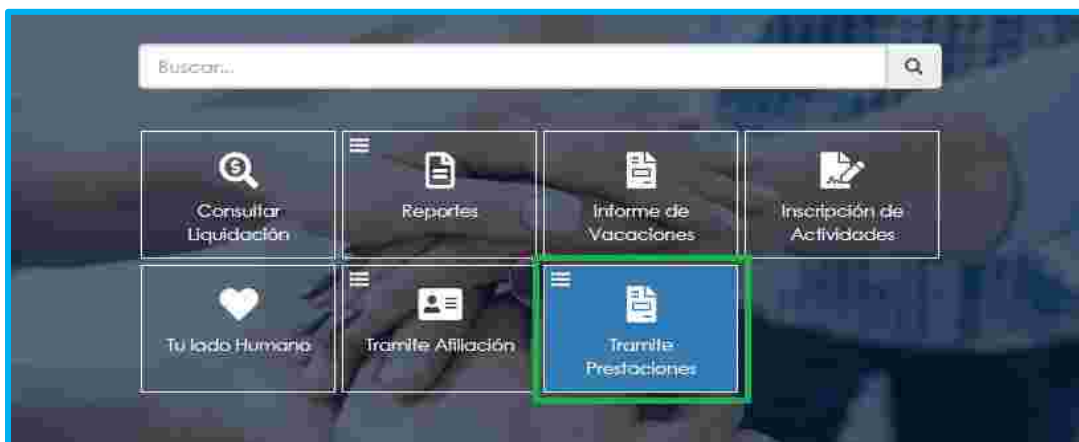 Buscar...
Consultar
Liquidación
Reportes
Informe de
Vacaciones
Inscripción de
Actividades
Tu lado Humano
Tramite Afiliación
Tramite
Prestaciones